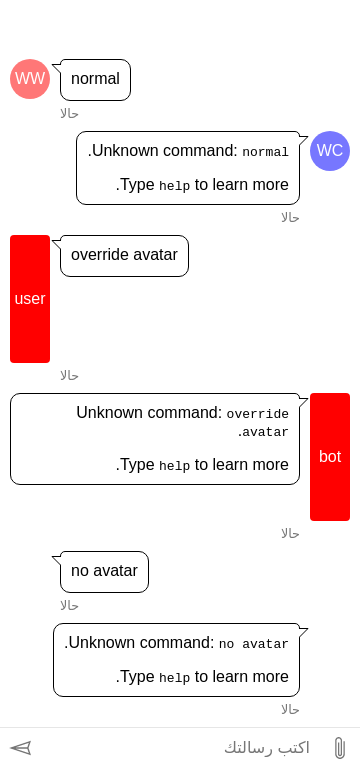 WW
normal
حالا
WC
.Unknown command: normal
.Type help to learn more
حالا
user
override avatar
حالا
bot
Unknown command: override
.avatar
.Type help to learn more
حالا
no avatar
حالا
.Unknown command: no avatar
.Type help to learn more
حالا
اكتب رسالتك